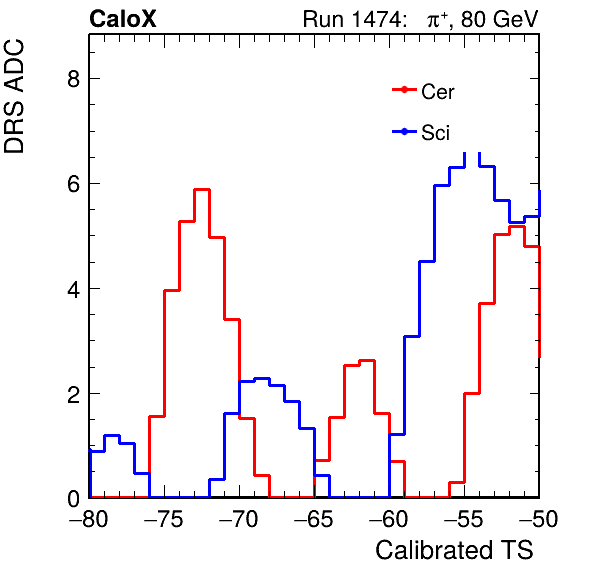 CaloX Run 1474: π⁺, 80 GeV
DRS ADC
8
6
4
2
0
Cer
Sci
−80 −75 −70 −65 −60 −55 −50
Calibrated TS